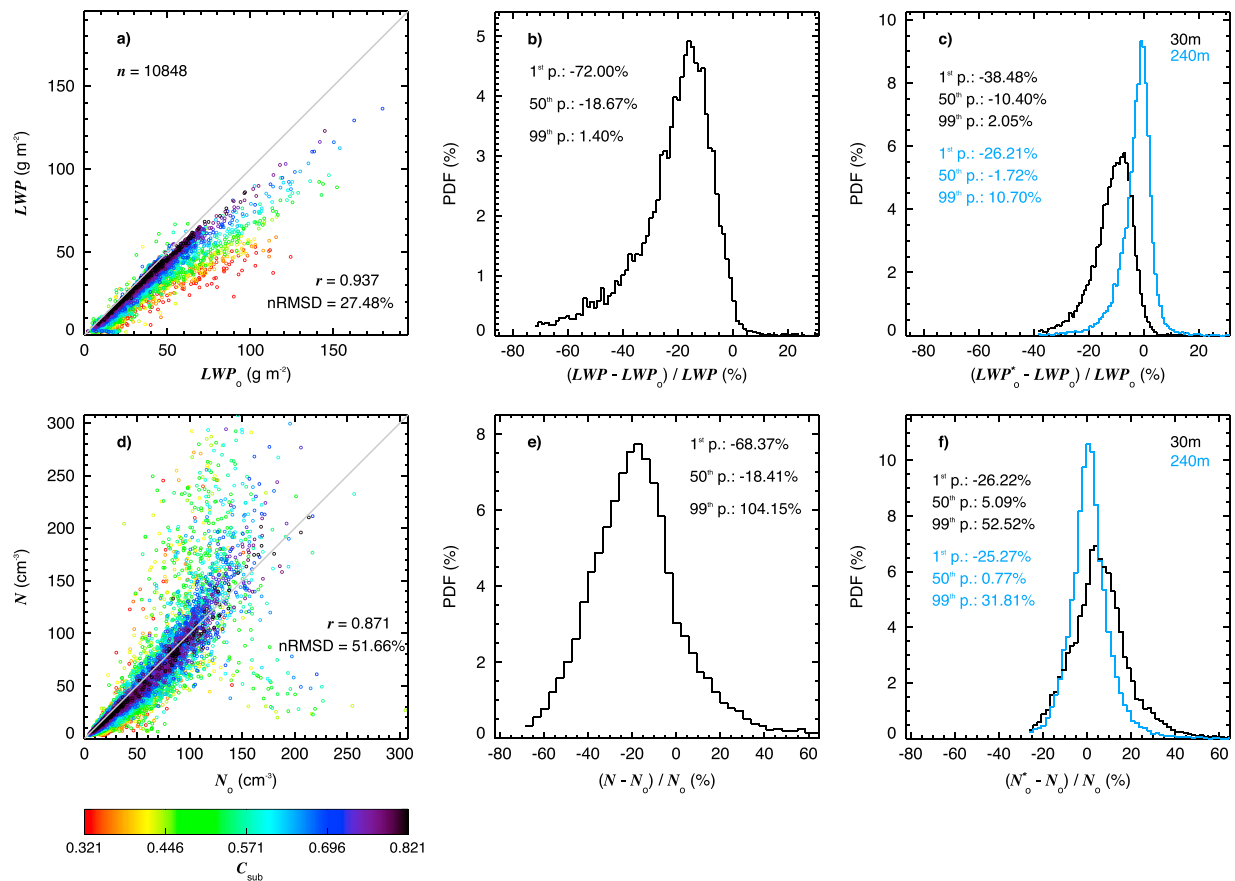 a)
n = 10848
r = 0.937
nRMSD = 27.48%
LWP (g m⁻²)
150
100
50
0
0 50 100 150
LWPₒ (g m⁻²)
b)
1ˢᵗ p.: -72.00%
50ᵗʰ p.: -18.67%
99ᵗʰ p.: 1.40%
PDF (%)
5
4
3
2
1
0
-80 -60 -40 -20 0 20
(LWP - LWPₒ) / LWP (%)
c)
30m
240m
1ˢᵗ p.: -38.48%
50ᵗʰ p.: -10.40%
99ᵗʰ p.: 2.05%
1ˢᵗ p.: -26.21%
50ᵗʰ p.: -1.72%
99ᵗʰ p.: 10.70%
PDF (%)
10
8
6
4
2
0
-80 -60 -40 -20 0 20
(LWP*ₒ - LWPₒ) / LWPₒ (%)
d)
r = 0.871
nRMSD = 51.66%
N (cm⁻³)
300
250
200
150
100
50
0
0 50 100 150 200 250 300
Nₒ (cm⁻³)
e)
1ˢᵗ p.: -68.37%
50ᵗʰ p.: -18.41%
99ᵗʰ p.: 104.15%
PDF (%)
8
6
4
2
0
-80 -60 -40 -20 0 20 40 60
(N - Nₒ) / Nₒ (%)
f)
30m
240m
1ˢᵗ p.: -26.22%
50ᵗʰ p.: 5.09%
99ᵗʰ p.: 52.52%
1ˢᵗ p.: -25.27%
50ᵗʰ p.: 0.77%
99ᵗʰ p.: 31.81%
PDF (%)
10
8
6
4
2
0
-80 -60 -40 -20 0 20 40 60
(N*ₒ - Nₒ) / Nₒ (%)
0.321 0.446 0.571 0.696 0.821
C_sub